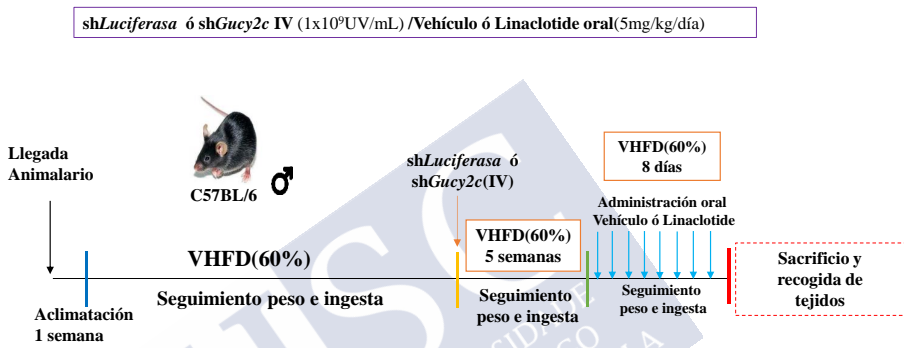 shLuciferasa ó shGucy2c IV (1x10⁹UV/mL) /Vehículo ó Linaclotide oral(5mg/kg/día)
Llegada
Animalario
C57BL/6
shLuciferasa ó
shGucy2c(IV)
VHFD(60%)
8 días
Administración oral
Vehículo ó Linaclotide
VHFD(60%)
VHFD(60%)
5 semanas
Seguimiento peso e ingesta
Seguimiento
peso e ingesta
Seguimiento
peso e ingesta
Sacrificio y
recogida de
tejidos
Aclimatación
1 semana
USC